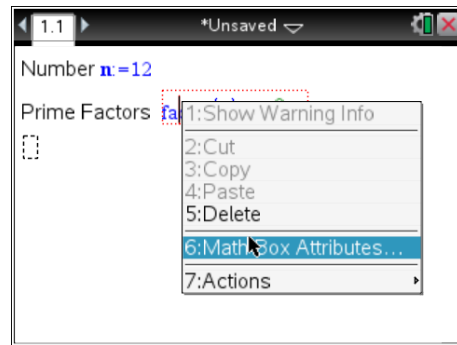 1.1 *Unsaved
Number n:=12
Prime Factors fa
1:Show Warning Info
2:Cut
3:Copy
4:Paste
5:Delete
6:Math Box Attributes...
7:Actions